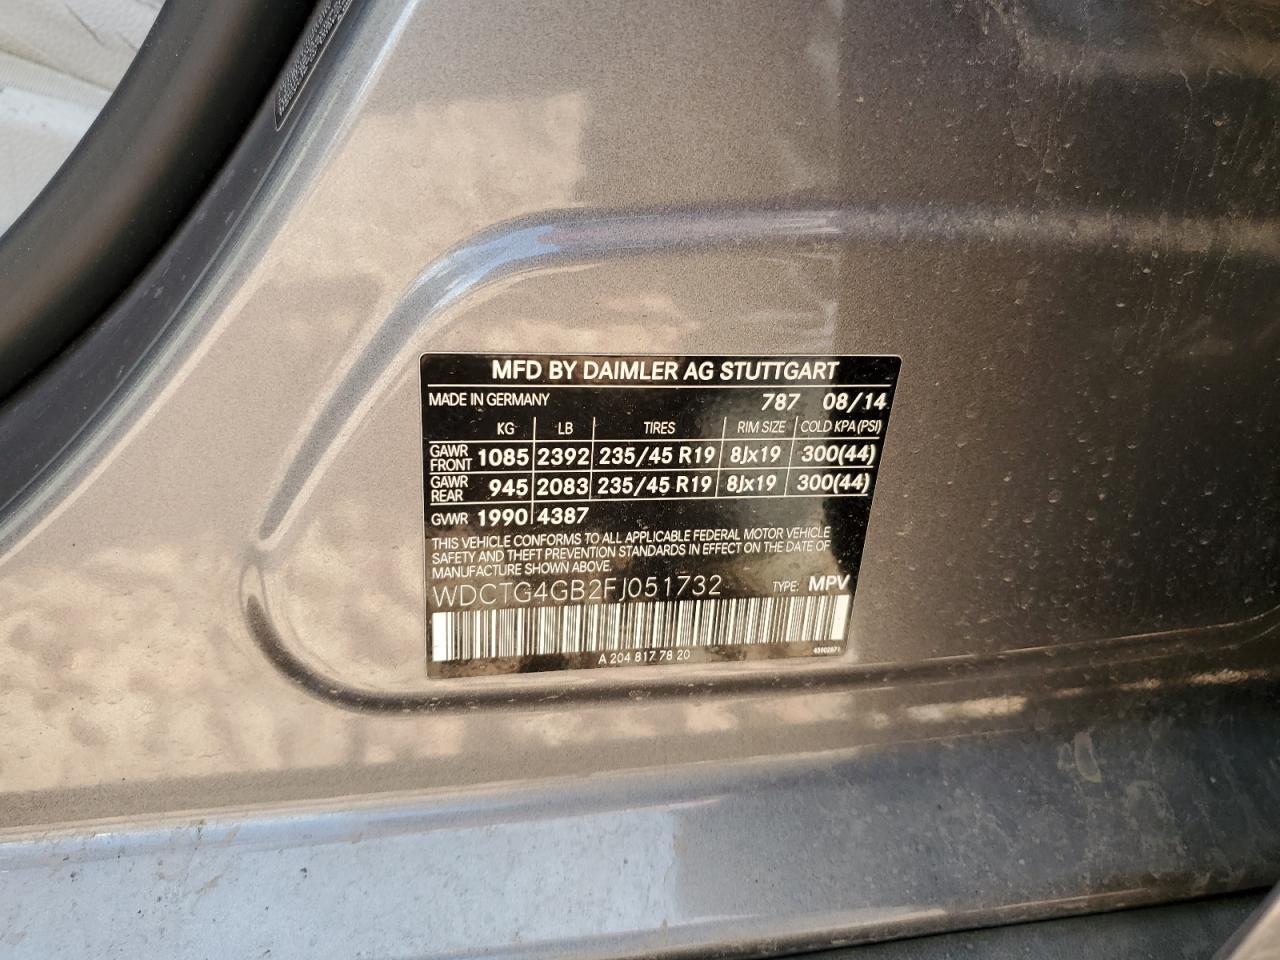 MFD BY DAIMLER AG STUTTGART
MADE IN GERMANY 787 08/14
KG LB TIRES RIM SIZE COLD KPA (PSI)
GAWR FRONT 1085 2392 235/45 R19 8Jx19 300(44)
GAWR REAR 945 2083 235/45 R19 8Jx19 300(44)
GVWR 1990 4387
THIS VEHICLE CONFORMS TO ALL APPLICABLE FEDERAL MOTOR VEHICLE
SAFETY AND THEFT PREVENTION STANDARDS IN EFFECT ON THE DATE OF
MANUFACTURE SHOWN ABOVE.
WDCTG4GB2FJ051732 TYPE: MPV
A 204 817 78 20